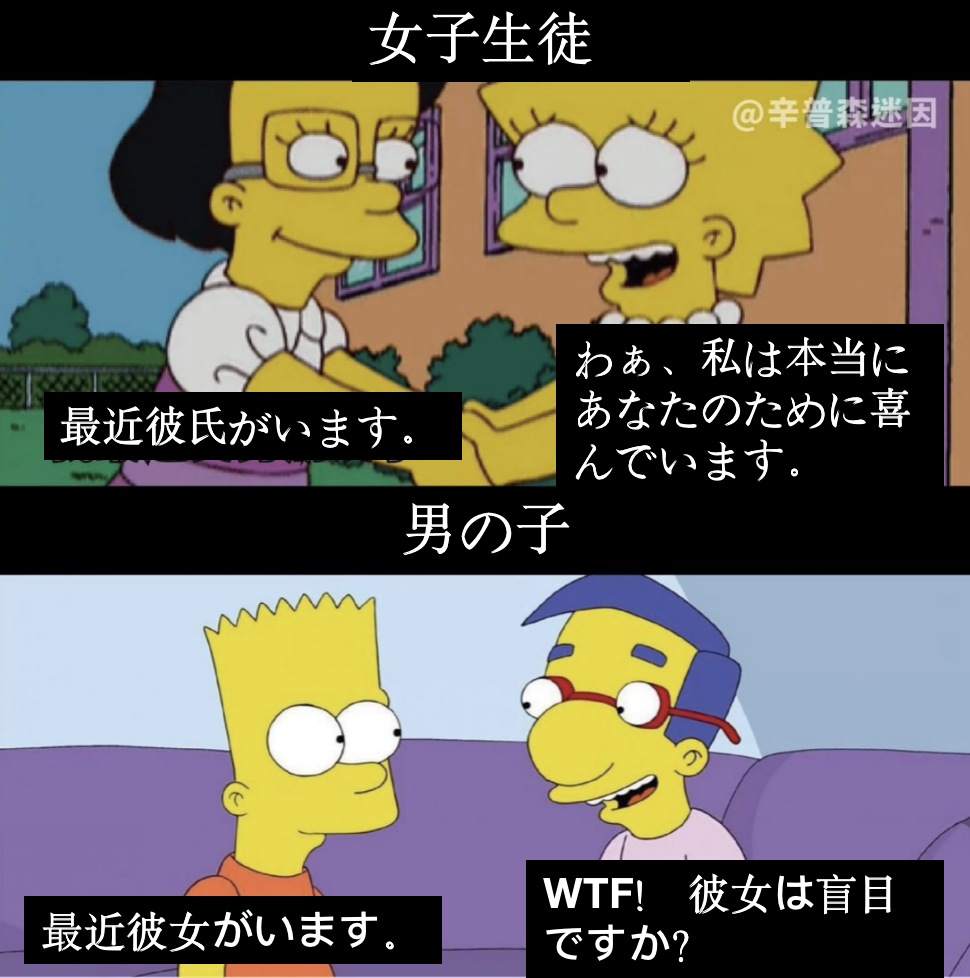 女子生徒
@辛普森迷因
最近彼氏がいます。
わぁ、私は本当に
あなたのために喜
んでいます。
男の子
最近彼女がいます。
WTF!　彼女は盲目
ですか?